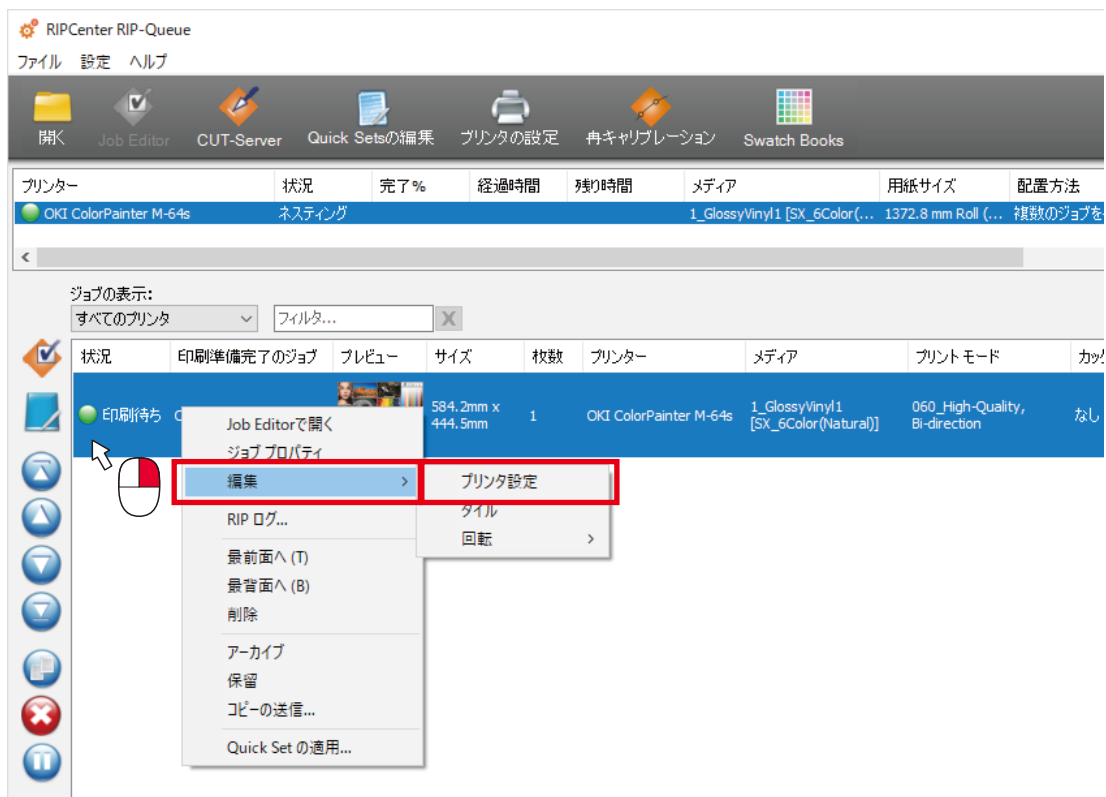 RIPCenter RIP-Queue
ファイル 設定 ヘルプ
開く Job Editor CUT-Server Quick Setsの編集 プリンタの設定 再キャリブレーション Swatch Books
プリンター 状況 完了% 経過時間 残り時間 メディア 用紙サイズ 配置方法
OKI ColorPainter M-64s ネスティング 1_GlossyVinyl1 [SX_6Color(... 1372.8 mm Roll (... 複数のジョブを
ジョブの表示:
すべてのプリンタ フィルタ... X
状況 印刷準備完了のジョブ プレビュー サイズ 枚数 プリンター メディア プリント モード カッ
印刷待ち 584.2mm x 444.5mm 1 OKI ColorPainter M-64s 1_GlossyVinyl1 [SX_6Color(Natural)] 060_High-Quality, Bi-direction なし
Job Editorで開く
ジョブ プロパティ
編集 > プリンタ設定
タイル
RIP ログ...
回転 >
最前面へ (T)
最背面へ (B)
削除
アーカイブ
保留
コピーの送信...
Quick Set の適用...